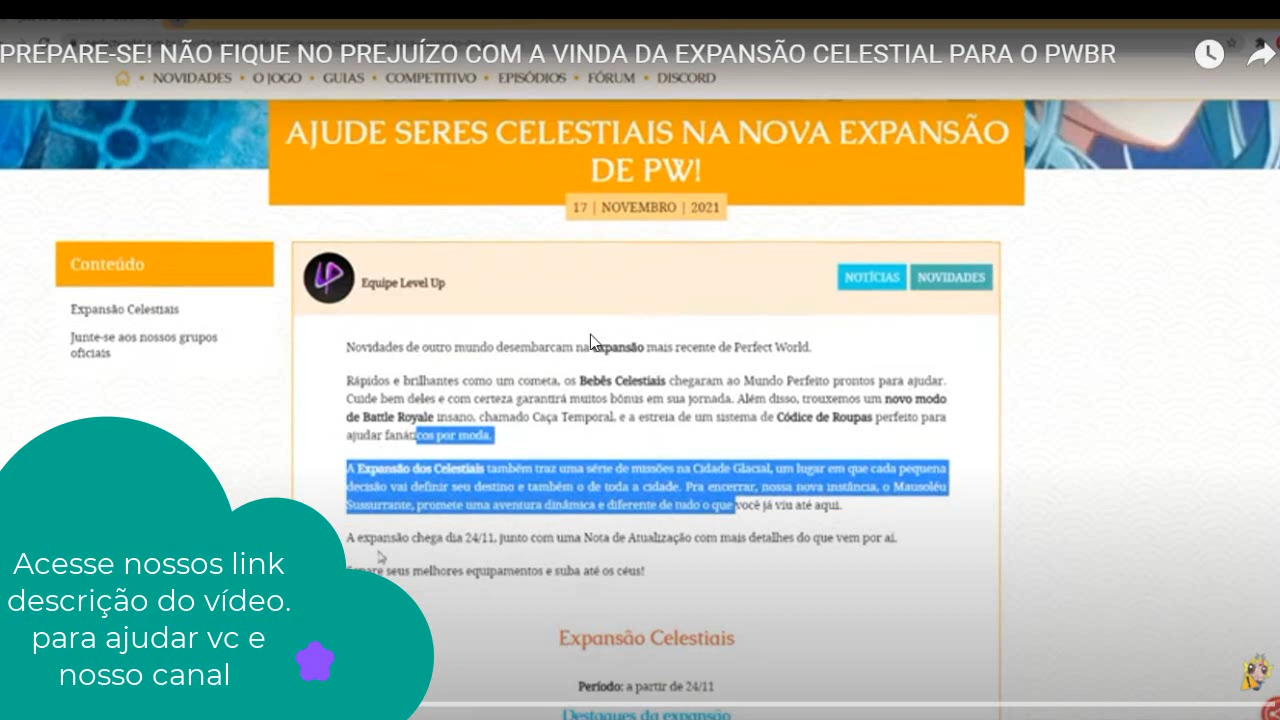 PREPARE-SE! NÃO FIQUE NO PREJUÍZO COM A VINDA DA EXPANSÃO CELESTIAL PARA O PWBR
NOVIDADES • O JOGO • GUIAS • COMPETITIVO • EPISÓDIOS • FÓRUM • DISCORD
AJUDE SERES CELESTIAIS NA NOVA EXPANSÃO
DE PW!
17 | NOVEMBRO | 2021
Conteúdo
Expansão Celestiais
Junte-se aos nossos grupos
oficiais
Equipe Level Up
NOTÍCIAS
NOVIDADES
Novidades de outro mundo desembarcam na expansão mais recente de Perfect World.
Rápidos e brilhantes como um cometa, os Bebês Celestiais chegaram ao Mundo Perfeito prontos para ajudar.
Cuide bem deles e com certeza garantirá muitos bônus em sua jornada. Além disso, trouxemos um novo modo
de Battle Royale insano, chamado Caça Temporal, e a estreia de um sistema de Códice de Roupas perfeito para
ajudar fanáticos por moda.
A Expansão dos Celestiais também traz uma série de missões na Cidade Glacial, um lugar em que cada pequena
decisão vai definir seu destino e também o de toda a cidade. Pra encerrar, nossa nova instância, o Mausoléu
Sussurrante, promete uma aventura dinâmica e diferente de tudo o que você já viu até aqui.
A expansão chega dia 24/11, junto com uma Nota de Atualização com mais detalhes do que vem por aí.
seus melhores equipamentos e suba até os céus!
Expansão Celestiais
Período: a partir de 24/11
Destaques da expansão
Acesse nossos link
descrição do vídeo.
para ajudar vc e
nosso canal